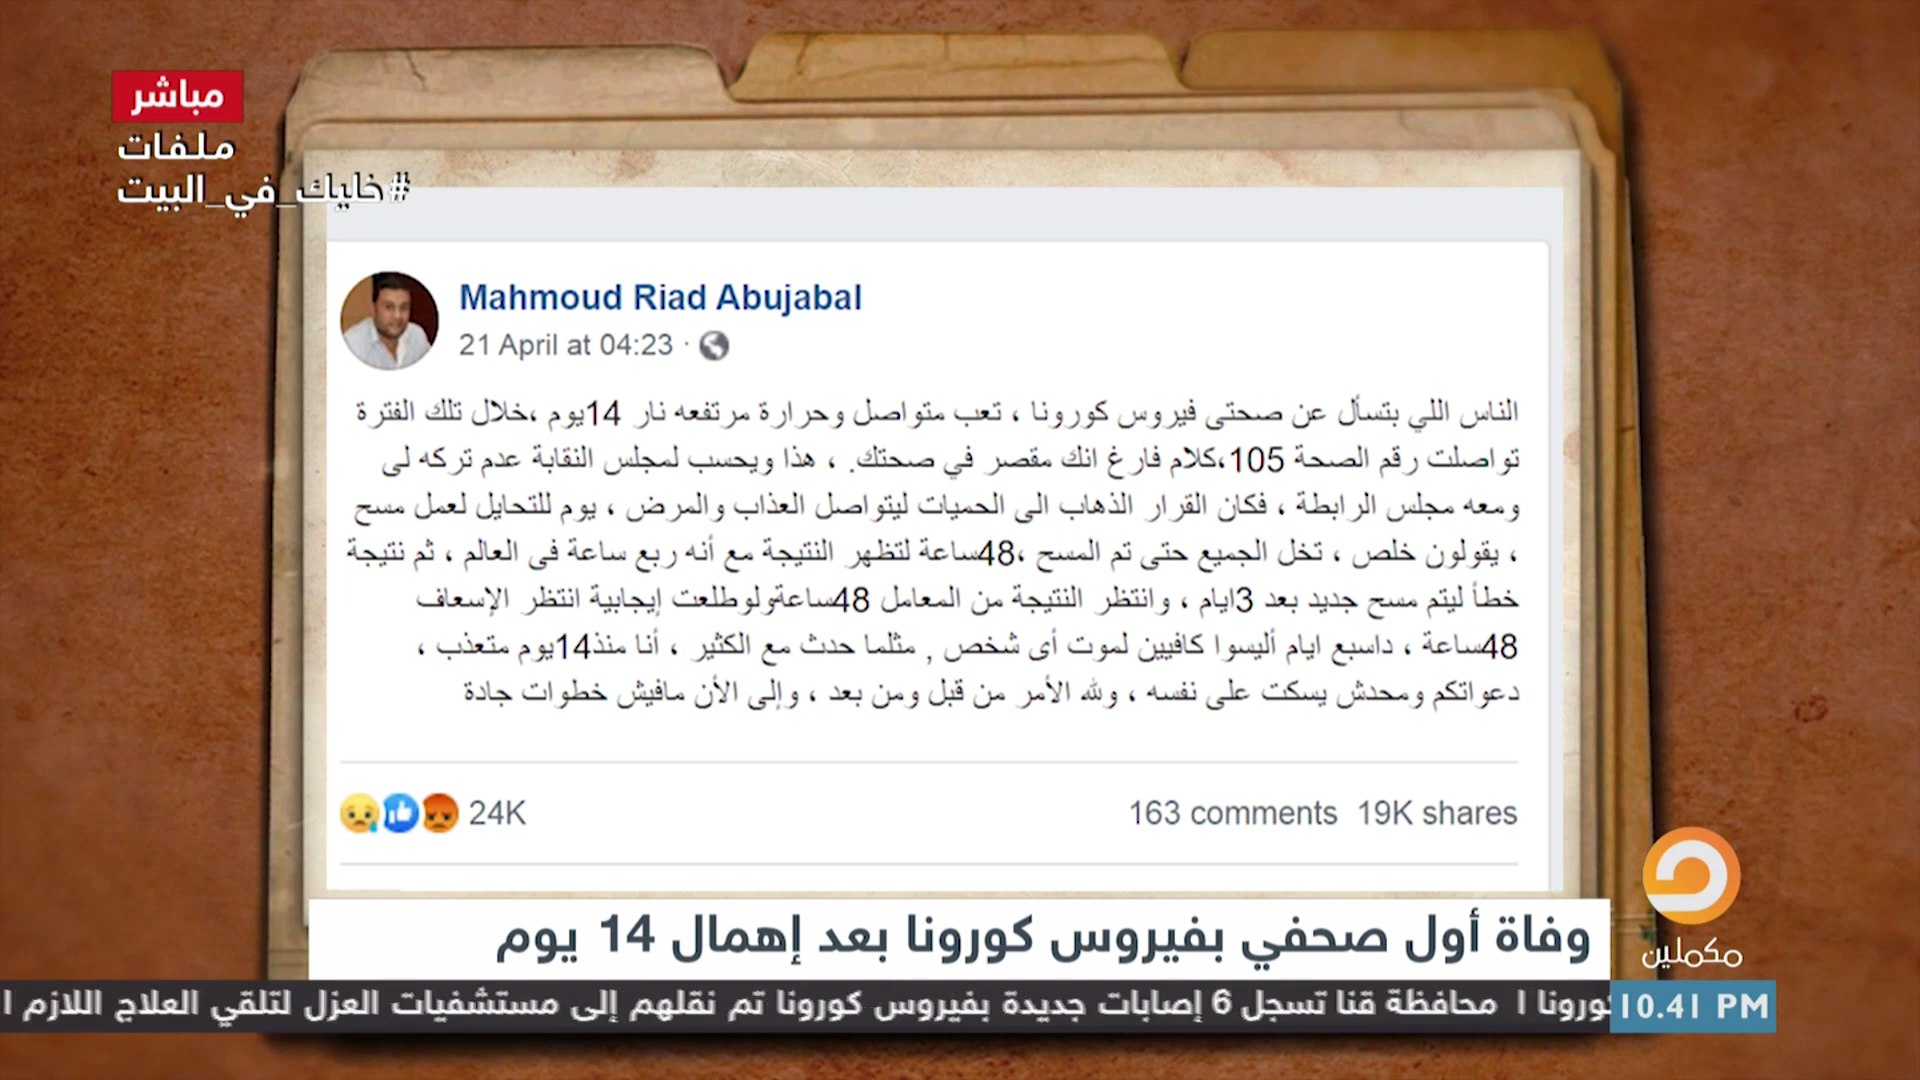 مباشر
ملفات
#خليك_في_البيت
Mahmoud Riad Abujabal
21 April at 04:23 ·
الناس اللي بتسأل عن صحتى فيروس كورونا ، تعب متواصل وحرارة مرتفعه نار 14يوم ،خلال تلك الفترة
تواصلت رقم الصحة 105،كلام فارغ انك مقصر في صحتك. ، هذا ويحسب لمجلس النقابة عدم تركه لى
ومعه مجلس الرابطة ، فكان القرار الذهاب الى الحميات ليتواصل العذاب والمرض ، يوم للتحايل لعمل مسح
، يقولون خلص ، تخل الجميع حتى تم المسح ،48ساعة لتظهر النتيجة مع أنه ربع ساعة فى العالم ، ثم نتيجة
خطأ ليتم مسح جديد بعد 3ايام ، وانتظر النتيجة من المعامل 48ساعةولوطلعت إيجابية انتظر الإسعاف
48ساعة ، داسبع ايام أليسوا كافيين لموت أى شخص , مثلما حدث مع الكثير ، أنا منذ14يوم متعذب ،
دعواتكم ومحدش يسكت على نفسه ، ولله الأمر من قبل ومن بعد ، وإلى الأن مافيش خطوات جادة
24K
163 comments 19K shares
وفاة أول صحفي بفيروس كورونا بعد إهمال 14 يوم
مكملين
كورونا ا محافظة قنا تسجل 6 إصابات جديدة بفيروس كورونا تم نقلهم إلى مستشفيات العزل لتلقي العلاج اللازم ا
10.41 PM